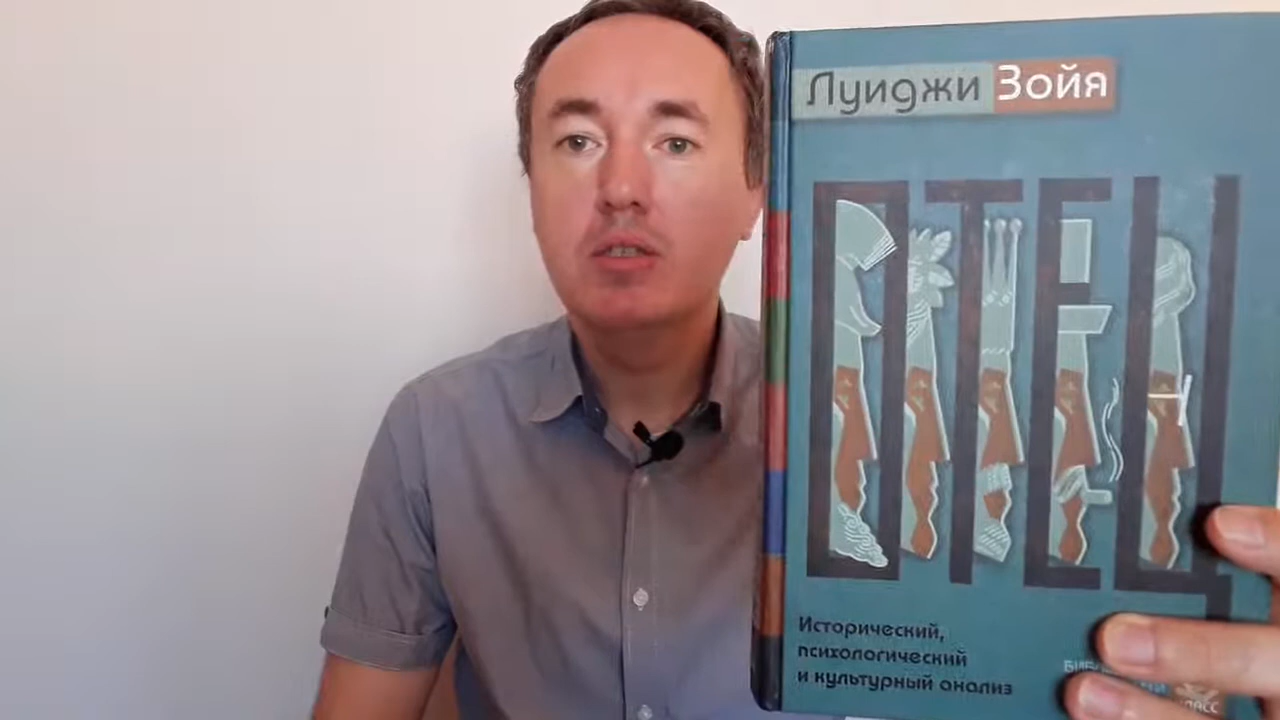 Луиджи Зойя
ОТЕЦ
Исторический,
психологический
и культурный анализ